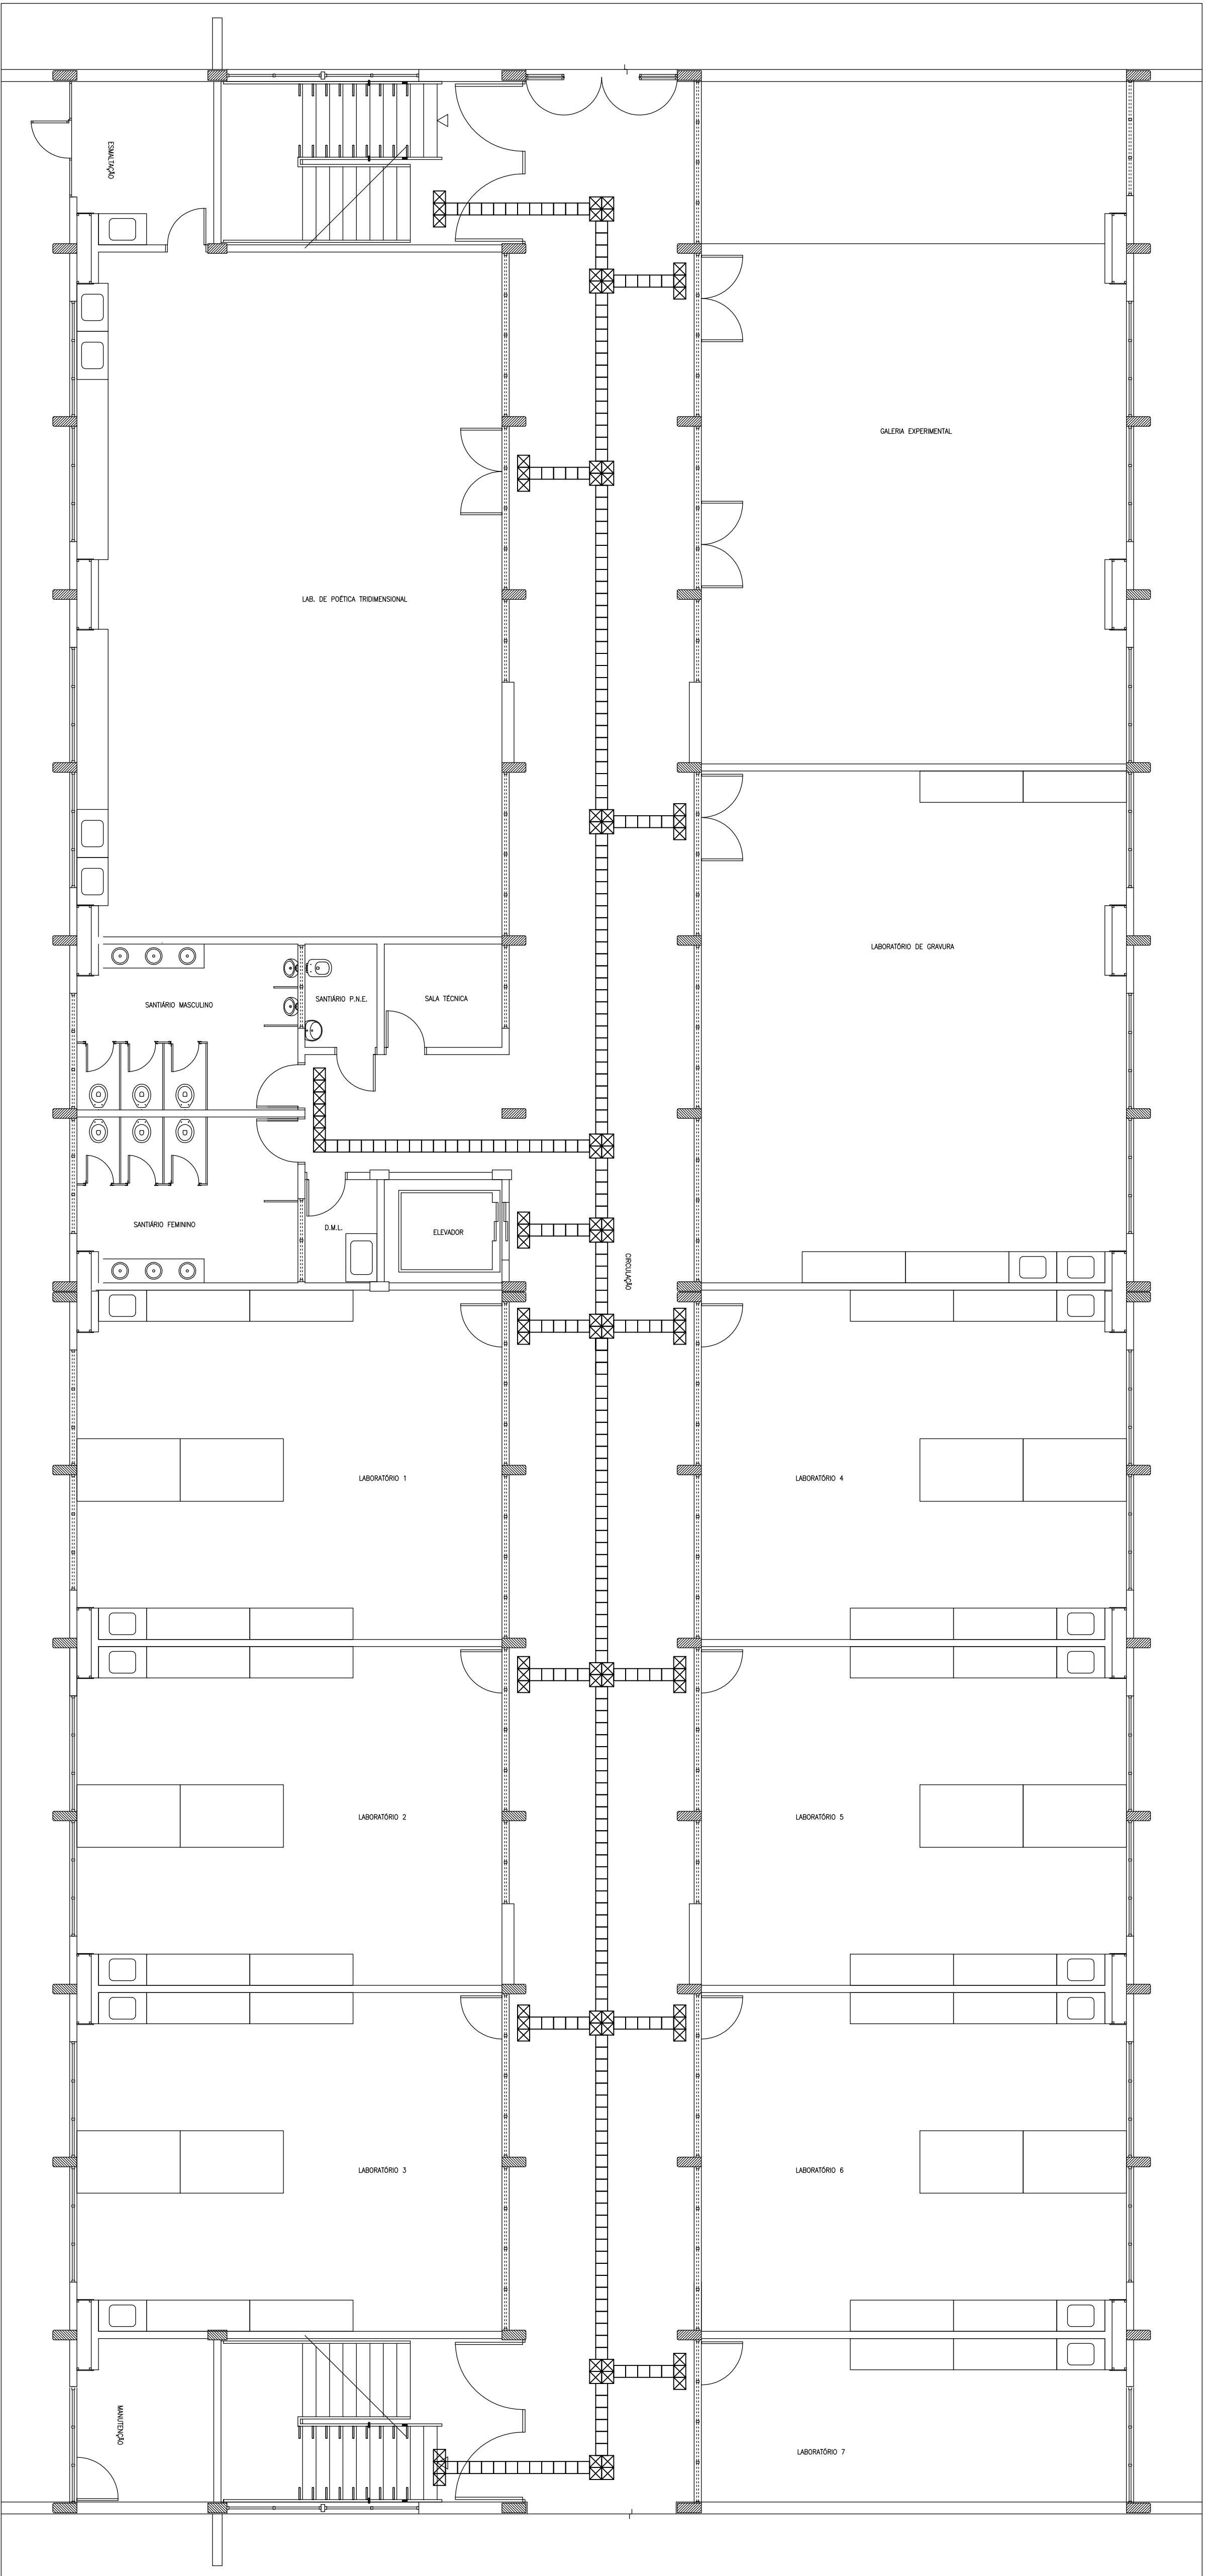 ESMALTAÇÃO
GALERIA EXPERIMENTAL
LAB. DE POÉTICA TRIDIMENSIONAL
LABORATÓRIO DE GRAVURA
SANTIÁRIO MASCULINO
SANTIÁRIO P.N.E.
SALA TÉCNICA
SANTIÁRIO FEMININO
D.M.L.
ELEVADOR
CIRCULAÇÃO
LABORATÓRIO 1
LABORATÓRIO 4
LABORATÓRIO 2
LABORATÓRIO 5
LABORATÓRIO 3
LABORATÓRIO 6
MANUTENÇÃO
LABORATÓRIO 7